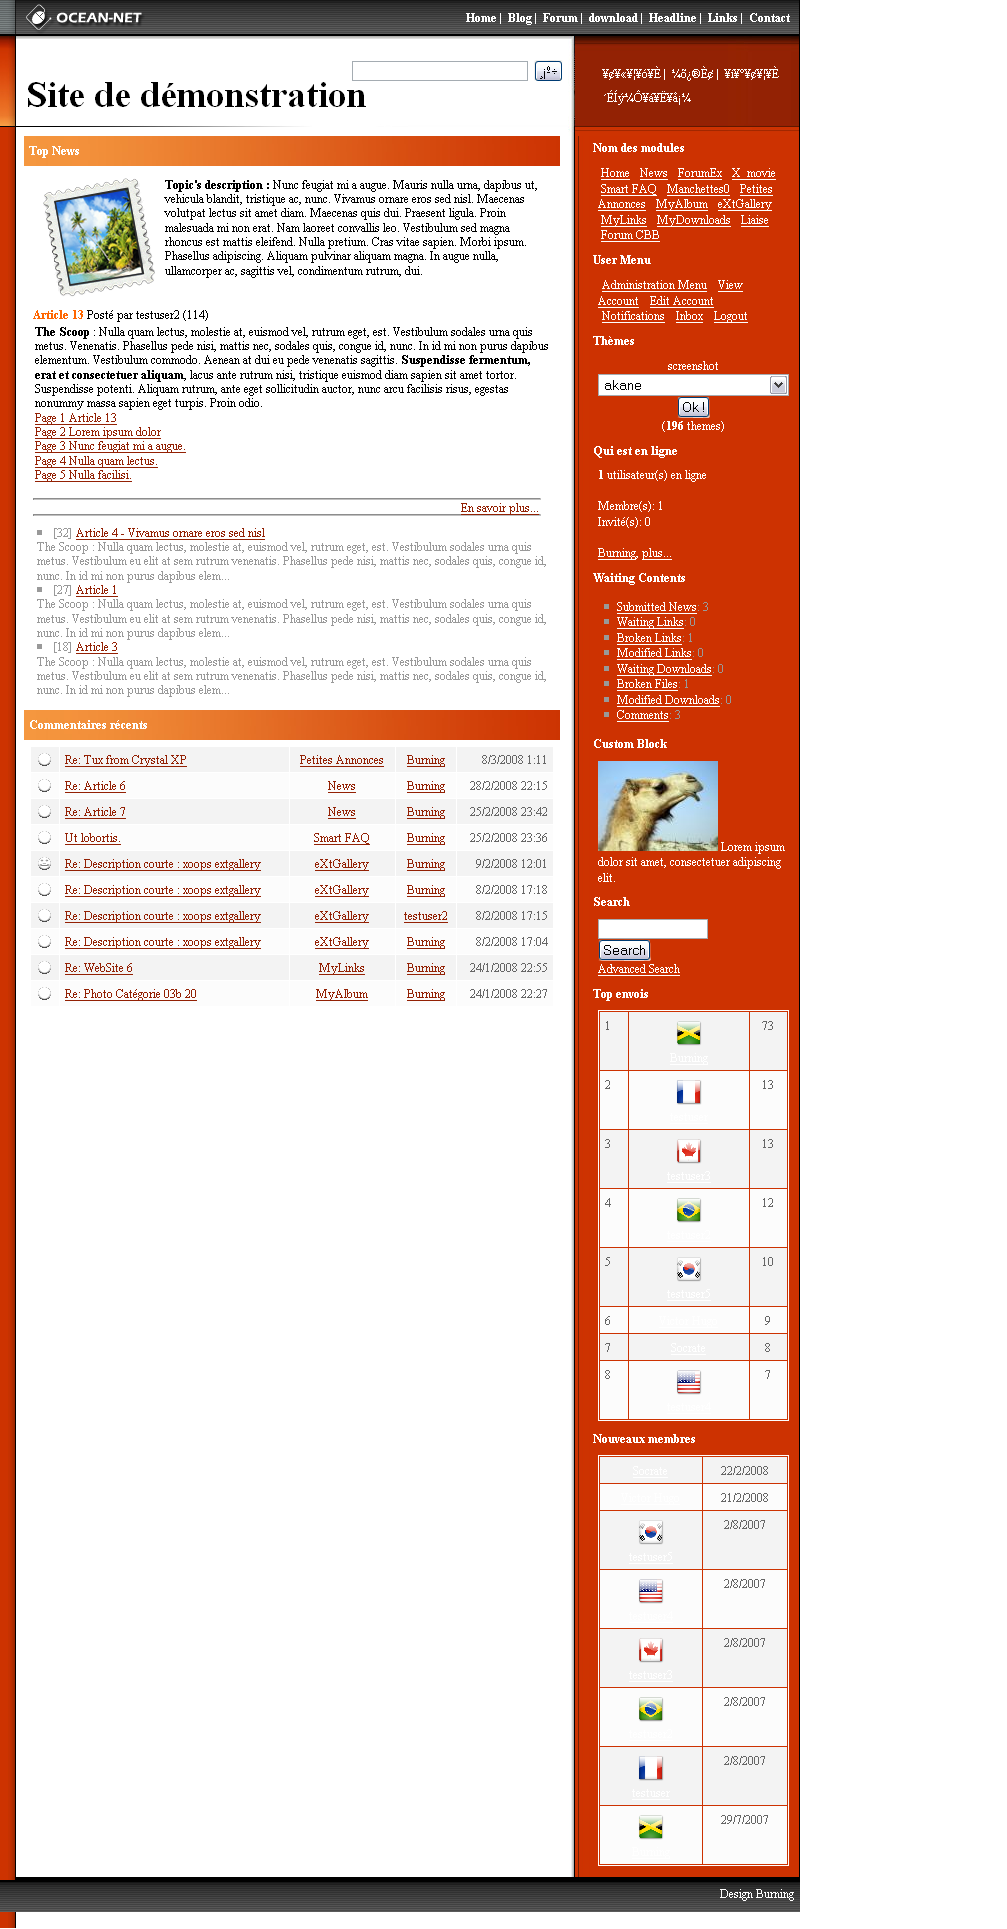 OCEAN-NET
Home | Blog | Forum | download | Headline | Links | Contact
Site de démonstration
Top News
Topic's description : Nunc feugiat mi a augue. Mauris nulla urna, dapibus ut,
vehicula blandit, tristique ac, nunc. Vivamus ornare eros sed nisl. Maecenas
volutpat lectus sit amet diam. Maecenas quis dui. Praesent ligula. Proin
malesuada mi non erat. Nam laoreet convallis leo. Vestibulum sed magna
rhoncus est mattis eleifend. Nulla pretium. Cras vitae sapien. Morbi ipsum.
Phasellus adipiscing. Aliquam pulvinar aliquam magna. In augue nulla,
ullamcorper ac, sagittis vel, condimentum rutrum, dui.
Article 13 Posté par testuser2 (114)
The Scoop : Nulla quam lectus, molestie at, euismod vel, rutrum eget, est. Vestibulum sodales urna quis
metus. Venenatis. Phasellus pede nisi, mattis nec, sodales quis, congue id, nunc. In id mi non purus dapibus
elementum. Vestibulum commodo. Aenean at dui eu pede venenatis sagittis. Suspendisse fermentum,
erat et consectetuer aliquam, lacus ante rutrum nisi, tristique euismod diam sapien sit amet tortor.
Suspendisse potenti. Aliquam rutrum, ante eget sollicitudin auctor, nunc arcu facilisis risus, egestas
nonummy massa sapien eget turpis. Proin odio.
Page 1 Article 13
Page 2 Lorem ipsum dolor
Page 3 Nunc feugiat mi a augue.
Page 4 Nulla quam lectus.
Page 5 Nulla facilisi.
En savoir plus...
[32] Article 4 - Vivamus ornare eros sed nisl
The Scoop : Nulla quam lectus, molestie at, euismod vel, rutrum eget, est. Vestibulum sodales urna quis
metus. Vestibulum eu elit at sem rutrum venenatis. Phasellus pede nisi, mattis nec, sodales quis, congue id,
nunc. In id mi non purus dapibus elem...
[27] Article 1
The Scoop : Nulla quam lectus, molestie at, euismod vel, rutrum eget, est. Vestibulum sodales urna quis
metus. Vestibulum eu elit at sem rutrum venenatis. Phasellus pede nisi, mattis nec, sodales quis, congue id,
nunc. In id mi non purus dapibus elem...
[18] Article 3
The Scoop : Nulla quam lectus, molestie at, euismod vel, rutrum eget, est. Vestibulum sodales urna quis
metus. Vestibulum eu elit at sem rutrum venenatis. Phasellus pede nisi, mattis nec, sodales quis, congue id,
nunc. In id mi non purus dapibus elem...
Commentaires récents
Re: Tux from Crystal XP Petites Annonces Burning 8/3/2008 1:11
Re: Article 6 News Burning 28/2/2008 22:15
Re: Article 7 News Burning 25/2/2008 23:42
Ut lobortis. Smart FAQ Burning 25/2/2008 23:36
Re: Description courte : xoops extgallery eXtGallery Burning 9/2/2008 12:01
Re: Description courte : xoops extgallery eXtGallery Burning 8/2/2008 17:18
Re: Description courte : xoops extgallery eXtGallery testuser2 8/2/2008 17:15
Re: Description courte : xoops extgallery eXtGallery Burning 8/2/2008 17:04
Re: WebSite 6 MyLinks Burning 24/1/2008 22:55
Re: Photo Catégorie 03b 20 MyAlbum Burning 24/1/2008 22:27
Nom des modules
Home News ForumEx X_movie
Smart FAQ Manchettes0 Petites
Annonces MyAlbum eXtGallery
MyLinks MyDownloads Liaise
Forum CBB
User Menu
Administration Menu View
Account Edit Account
Notifications Inbox Logout
Thèmes
screenshot
akane
Ok !
(196 themes)
Qui est en ligne
1 utilisateur(s) en ligne
Membre(s): 1
Invité(s): 0
Burning, plus...
Waiting Contents
Submitted News: 3
Waiting Links: 0
Broken Links: 1
Modified Links: 0
Waiting Downloads: 0
Broken Files: 1
Modified Downloads: 0
Comments: 3
Custom Block
Lorem ipsum
dolor sit amet, consectetuer adipiscing
elit.
Search
Search
Advanced Search
Top envois
1 Burning 73
2 13
3 testuser3 13
4 12
5 testuser5 10
6 9
7 Socrate 8
8 7
Nouveaux membres
Socrate 22/2/2008
21/2/2008
testuser5 2/8/2007
2/8/2007
testuser3 2/8/2007
2/8/2007
testuser 2/8/2007
29/7/2007
Design Burning